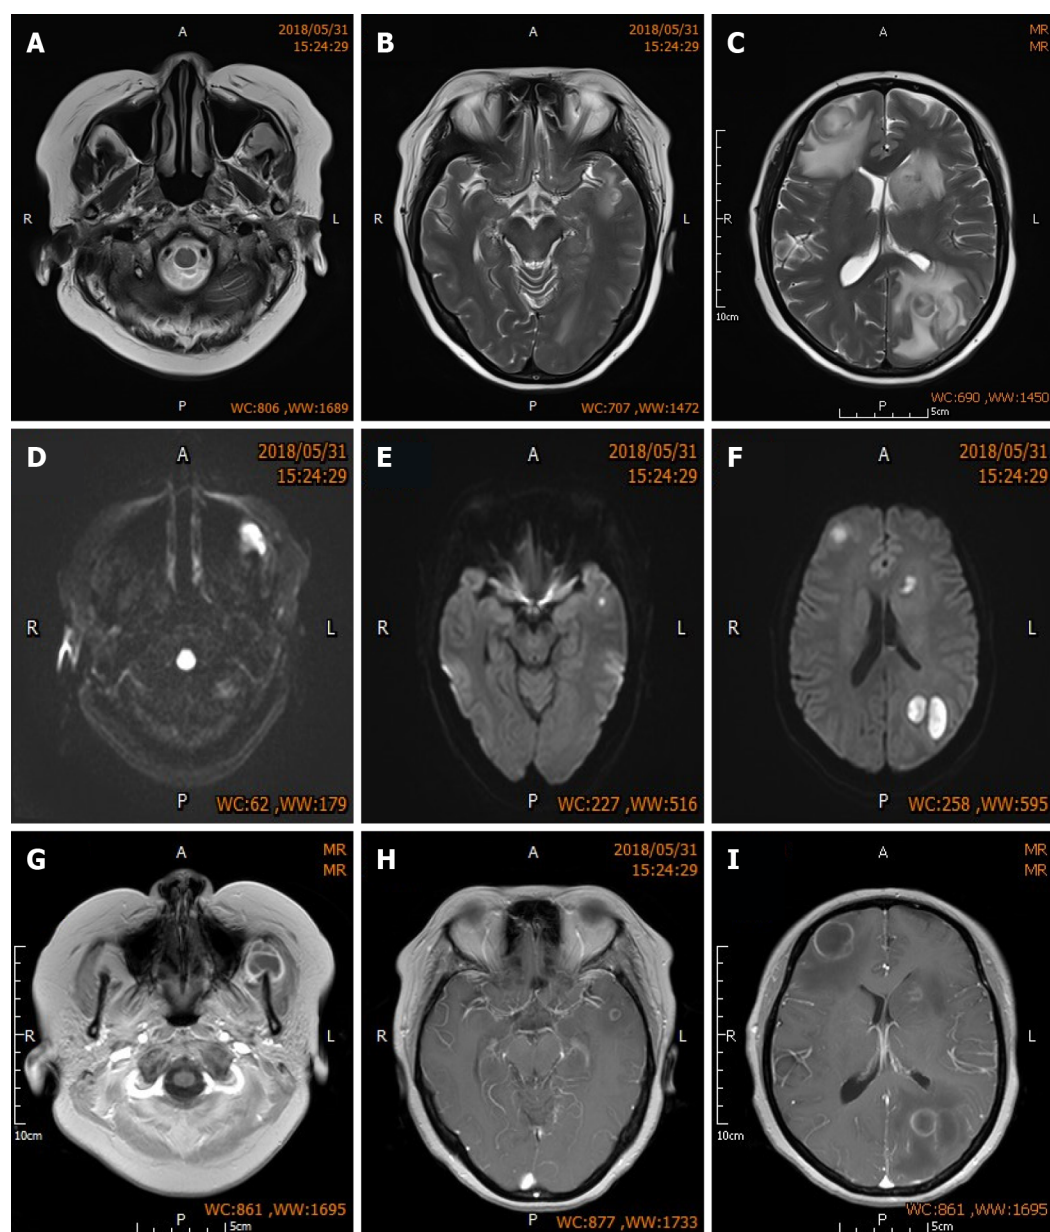 A
A
2018/05/31
15:24:29
R
L
P
WC:806 ,WW:1689
B
A
2018/05/31
15:24:29
R
L
P
WC:707 ,WW:1472
C
A
MR
MR
R
L
10cm
P
5cm
WC:690 ,WW:1450
D
A
2018/05/31
15:24:29
R
L
P
WC:62 ,WW:179
E
A
2018/05/31
15:24:29
R
L
P
WC:227 ,WW:516
F
A
2018/05/31
15:24:29
R
L
P
WC:258 ,WW:595
G
A
MR
MR
R
L
10cm
P
5cm
WC:861 ,WW:1695
H
A
2018/05/31
15:24:29
R
L
P
WC:877 ,WW:1733
I
A
MR
MR
R
L
10cm
P
5cm
WC:861 ,WW:1695